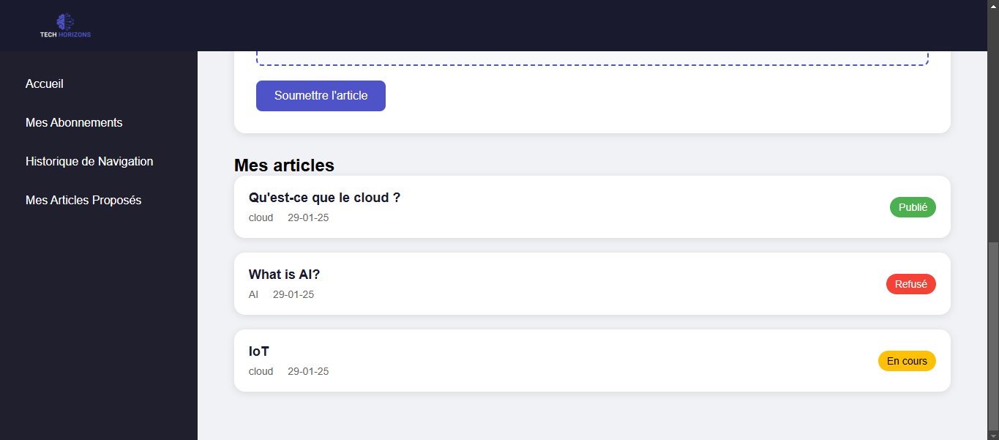 TECH HORIZONS
Accueil
Mes Abonnements
Historique de Navigation
Mes Articles Proposés
Soumettre l'article
Mes articles
Qu'est-ce que le cloud ?
cloud 29-01-25
Publié
What is AI?
AI 29-01-25
Refusé
IoT
cloud 29-01-25
En cours